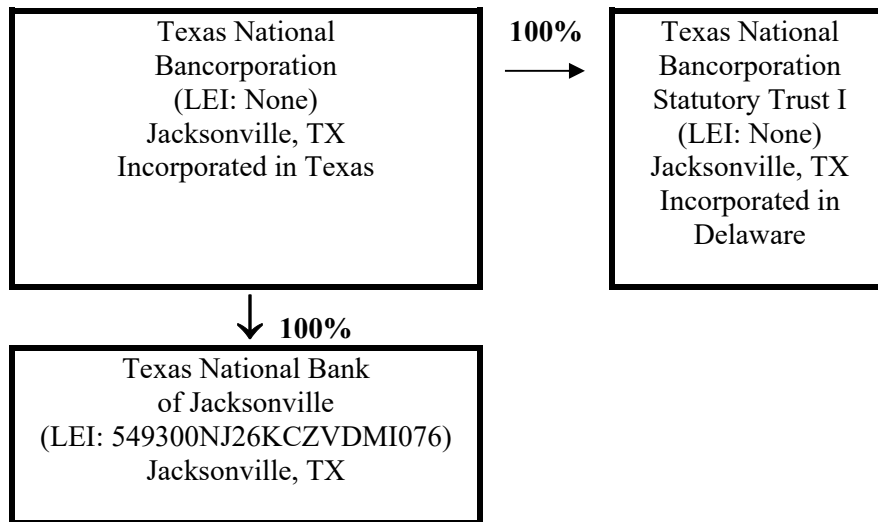 Texas National
Bancorporation
(LEI: None)
Jacksonville, TX
Incorporated in Texas
100%
Texas National
Bancorporation
Statutory Trust I
(LEI: None)
Jacksonville, TX
Incorporated in
Delaware
100%
Texas National Bank
of Jacksonville
(LEI: 549300NJ26KCZVDMI076)
Jacksonville, TX